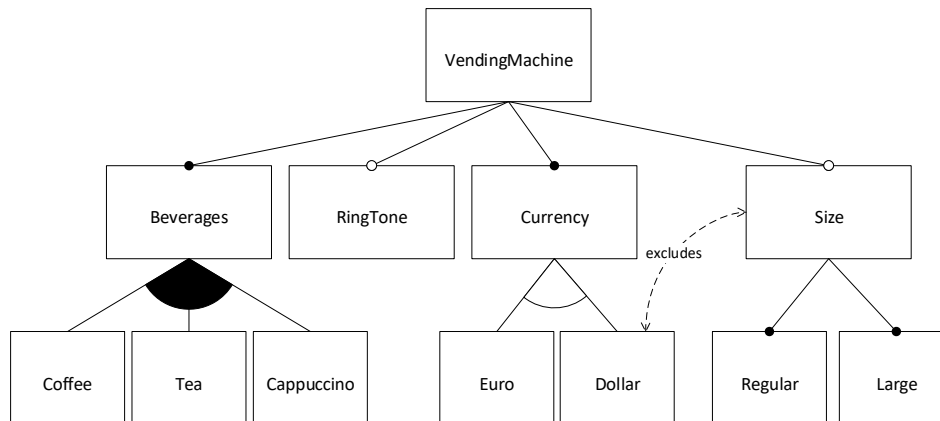 VendingMachine
Beverages
RingTone
Currency
Size
excludes
Coffee
Tea
Cappuccino
Euro
Dollar
Regular
Large